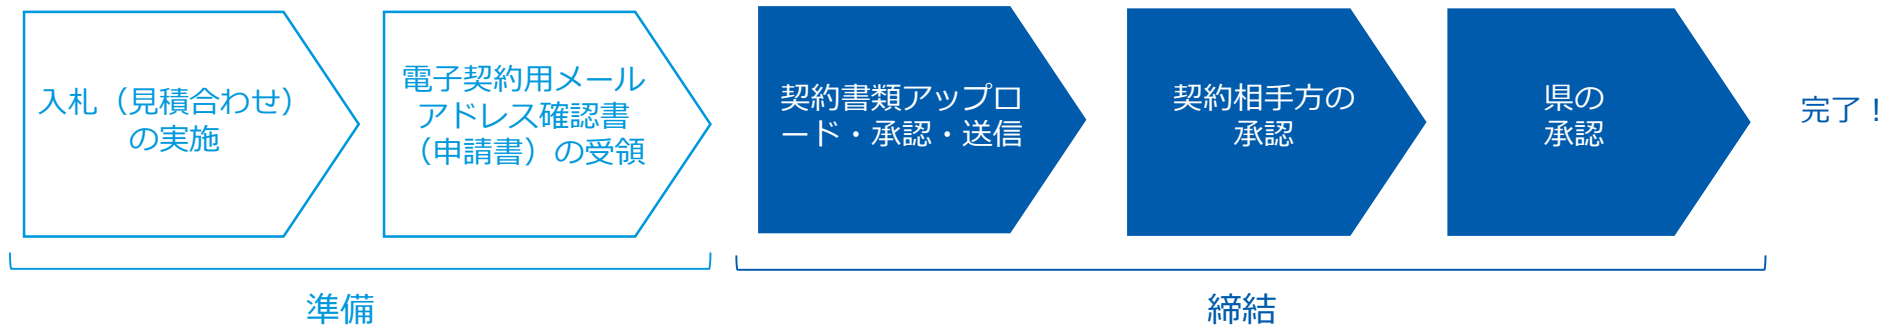 入札（見積合わせ）
の実施
電子契約用メール
アドレス確認書
（申請書）の受領
契約書類アップロ
ード・承認・送信
契約相手方の
承認
県の
承認
完了！
準備
締結